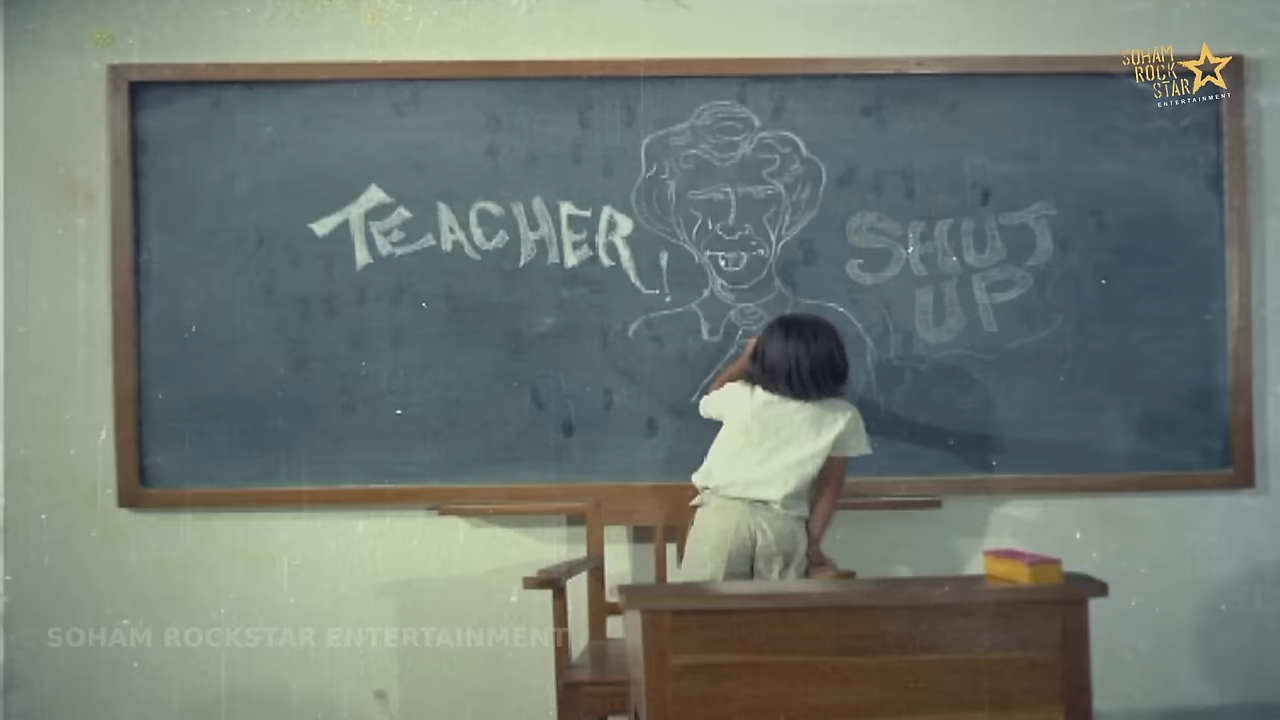 SOHAM
ROCK
STAR
ENTERTAINMENT
TEACHER!
SHUT
UP
SOHAM ROCKSTAR ENTERTAINMENT